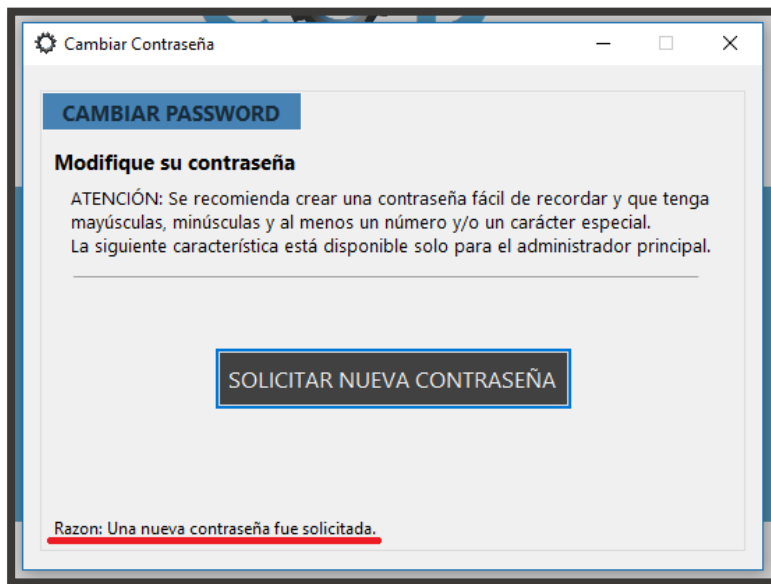 Cambiar Contraseña
CAMBIAR PASSWORD
Modifique su contraseña
ATENCIÓN: Se recomienda crear una contraseña fácil de recordar y que tenga
mayúsculas, minúsculas y al menos un número y/o un carácter especial.
La siguiente característica está disponible solo para el administrador principal.
SOLICITAR NUEVA CONTRASEÑA
Razon: Una nueva contraseña fue solicitada.